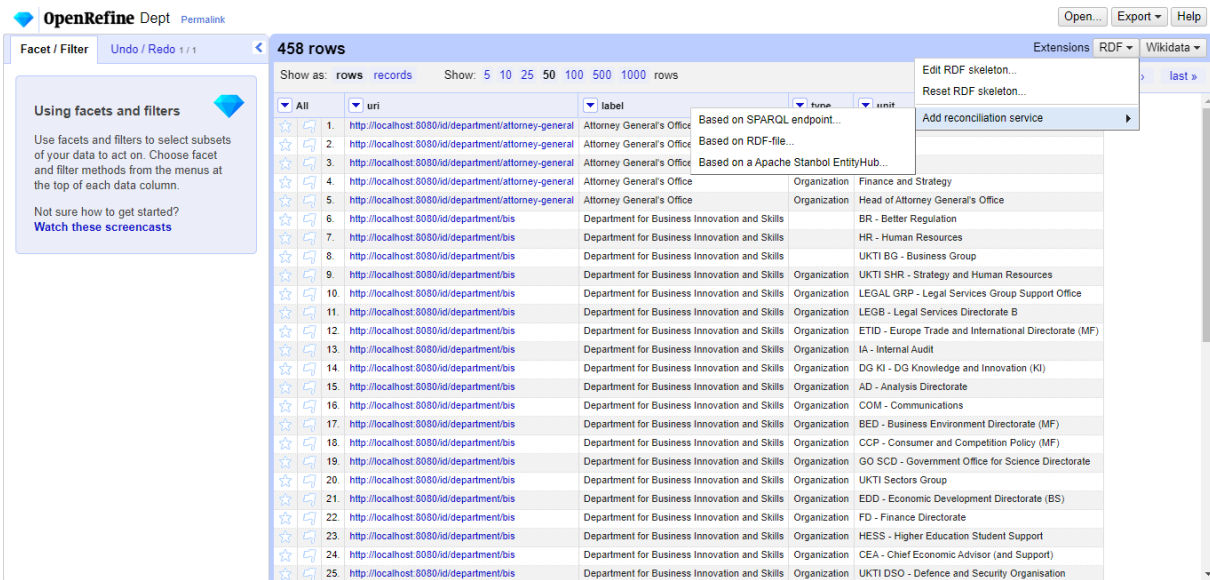 OpenRefine Dept Permalink Open... Export Help
Facet / Filter Undo / Redo 1 / 1 458 rows Extensions RDF Wikidata
Show as: rows records Show: 5 10 25 50 100 500 1000 rows › last »
Edit RDF skeleton...
Reset RDF skeleton...
Add reconciliation service
Based on SPARQL endpoint...
Based on RDF-file...
Based on a Apache Stanbol EntityHub...
Using facets and filters
Use facets and filters to select subsets
of your data to act on. Choose facet
and filter methods from the menus at
the top of each data column.
Not sure how to get started?
Watch these screencasts
All uri label type unit
1. http://localhost:8080/id/department/attorney-general Attorney General's Office
2. http://localhost:8080/id/department/attorney-general Attorney General's Office
3. http://localhost:8080/id/department/attorney-general Attorney General's Office
4. http://localhost:8080/id/department/attorney-general Attorney General's Office Organization Finance and Strategy
5. http://localhost:8080/id/department/attorney-general Attorney General's Office Organization Head of Attorney General's Office
6. http://localhost:8080/id/department/bis Department for Business Innovation and Skills BR - Better Regulation
7. http://localhost:8080/id/department/bis Department for Business Innovation and Skills HR - Human Resources
8. http://localhost:8080/id/department/bis Department for Business Innovation and Skills UKTI BG - Business Group
9. http://localhost:8080/id/department/bis Department for Business Innovation and Skills Organization UKTI SHR - Strategy and Human Resources
10. http://localhost:8080/id/department/bis Department for Business Innovation and Skills Organization LEGAL GRP - Legal Services Group Support Office
11. http://localhost:8080/id/department/bis Department for Business Innovation and Skills Organization LEGB - Legal Services Directorate B
12. http://localhost:8080/id/department/bis Department for Business Innovation and Skills Organization ETID - Europe Trade and International Directorate (MF)
13. http://localhost:8080/id/department/bis Department for Business Innovation and Skills Organization IA - Internal Audit
14. http://localhost:8080/id/department/bis Department for Business Innovation and Skills Organization DG KI - DG Knowledge and Innovation (KI)
15. http://localhost:8080/id/department/bis Department for Business Innovation and Skills Organization AD - Analysis Directorate
16. http://localhost:8080/id/department/bis Department for Business Innovation and Skills Organization COM - Communications
17. http://localhost:8080/id/department/bis Department for Business Innovation and Skills Organization BED - Business Environment Directorate (MF)
18. http://localhost:8080/id/department/bis Department for Business Innovation and Skills Organization CCP - Consumer and Competition Policy (MF)
19. http://localhost:8080/id/department/bis Department for Business Innovation and Skills Organization GO SCD - Government Office for Science Directorate
20. http://localhost:8080/id/department/bis Department for Business Innovation and Skills Organization UKTI Sectors Group
21. http://localhost:8080/id/department/bis Department for Business Innovation and Skills Organization EDD - Economic Development Directorate (BS)
22. http://localhost:8080/id/department/bis Department for Business Innovation and Skills Organization FD - Finance Directorate
23. http://localhost:8080/id/department/bis Department for Business Innovation and Skills Organization HESS - Higher Education Student Support
24. http://localhost:8080/id/department/bis Department for Business Innovation and Skills Organization CEA - Chief Economic Advisor (and Support)
25. http://localhost:8080/id/department/bis Department for Business Innovation and Skills Organization UKTI DSO - Defence and Security Organisation